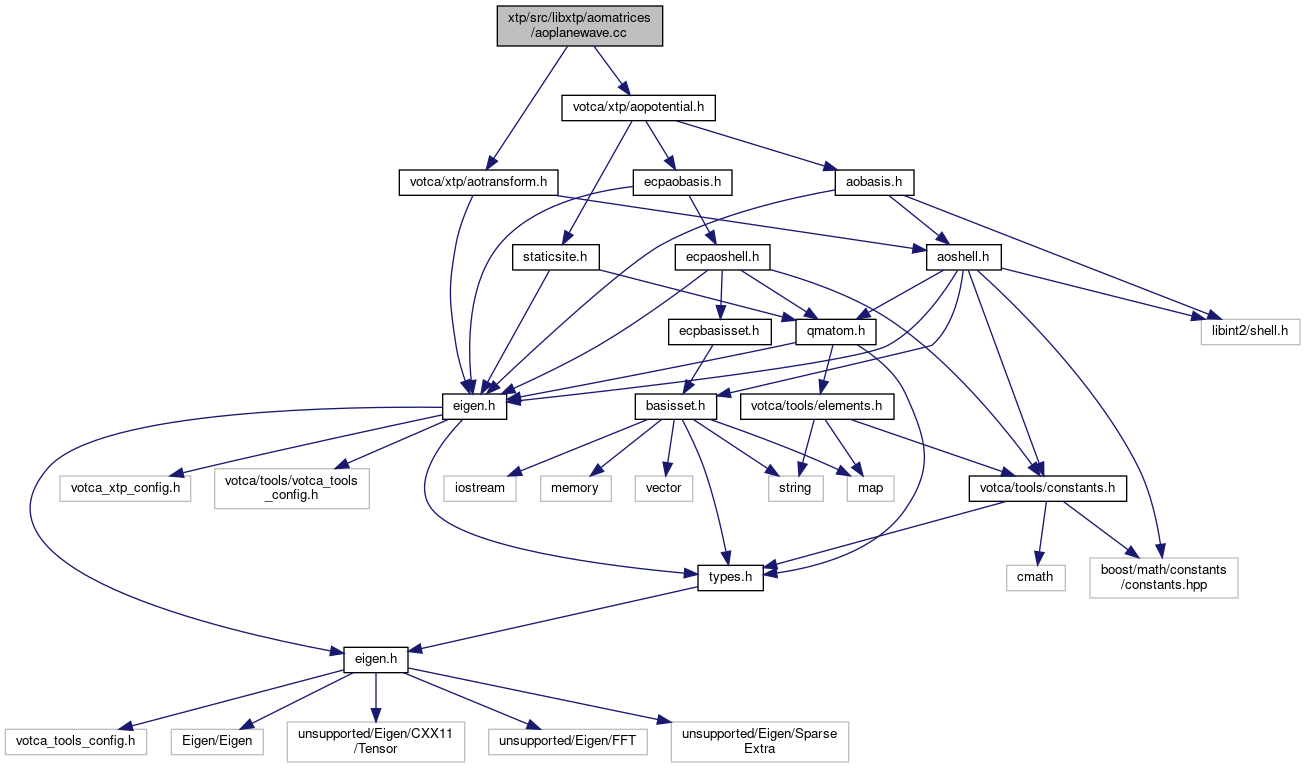 xtp/src/libxtp/aomatrices
/aoplanewave.cc
votca/xtp/aopotential.h
votca/xtp/aotransform.h
ecpaobasis.h
aobasis.h
staticsite.h
ecpaoshell.h
aoshell.h
ecpbasisset.h
qmatom.h
libint2/shell.h
eigen.h
basisset.h
votca/tools/elements.h
votca_xtp_config.h
votca/tools/votca_tools
_config.h
iostream
memory
vector
string
map
votca/tools/constants.h
types.h
cmath
boost/math/constants
/constants.hpp
eigen.h
votca_tools_config.h
Eigen/Eigen
unsupported/Eigen/CXX11
/Tensor
unsupported/Eigen/FFT
unsupported/Eigen/Sparse
Extra